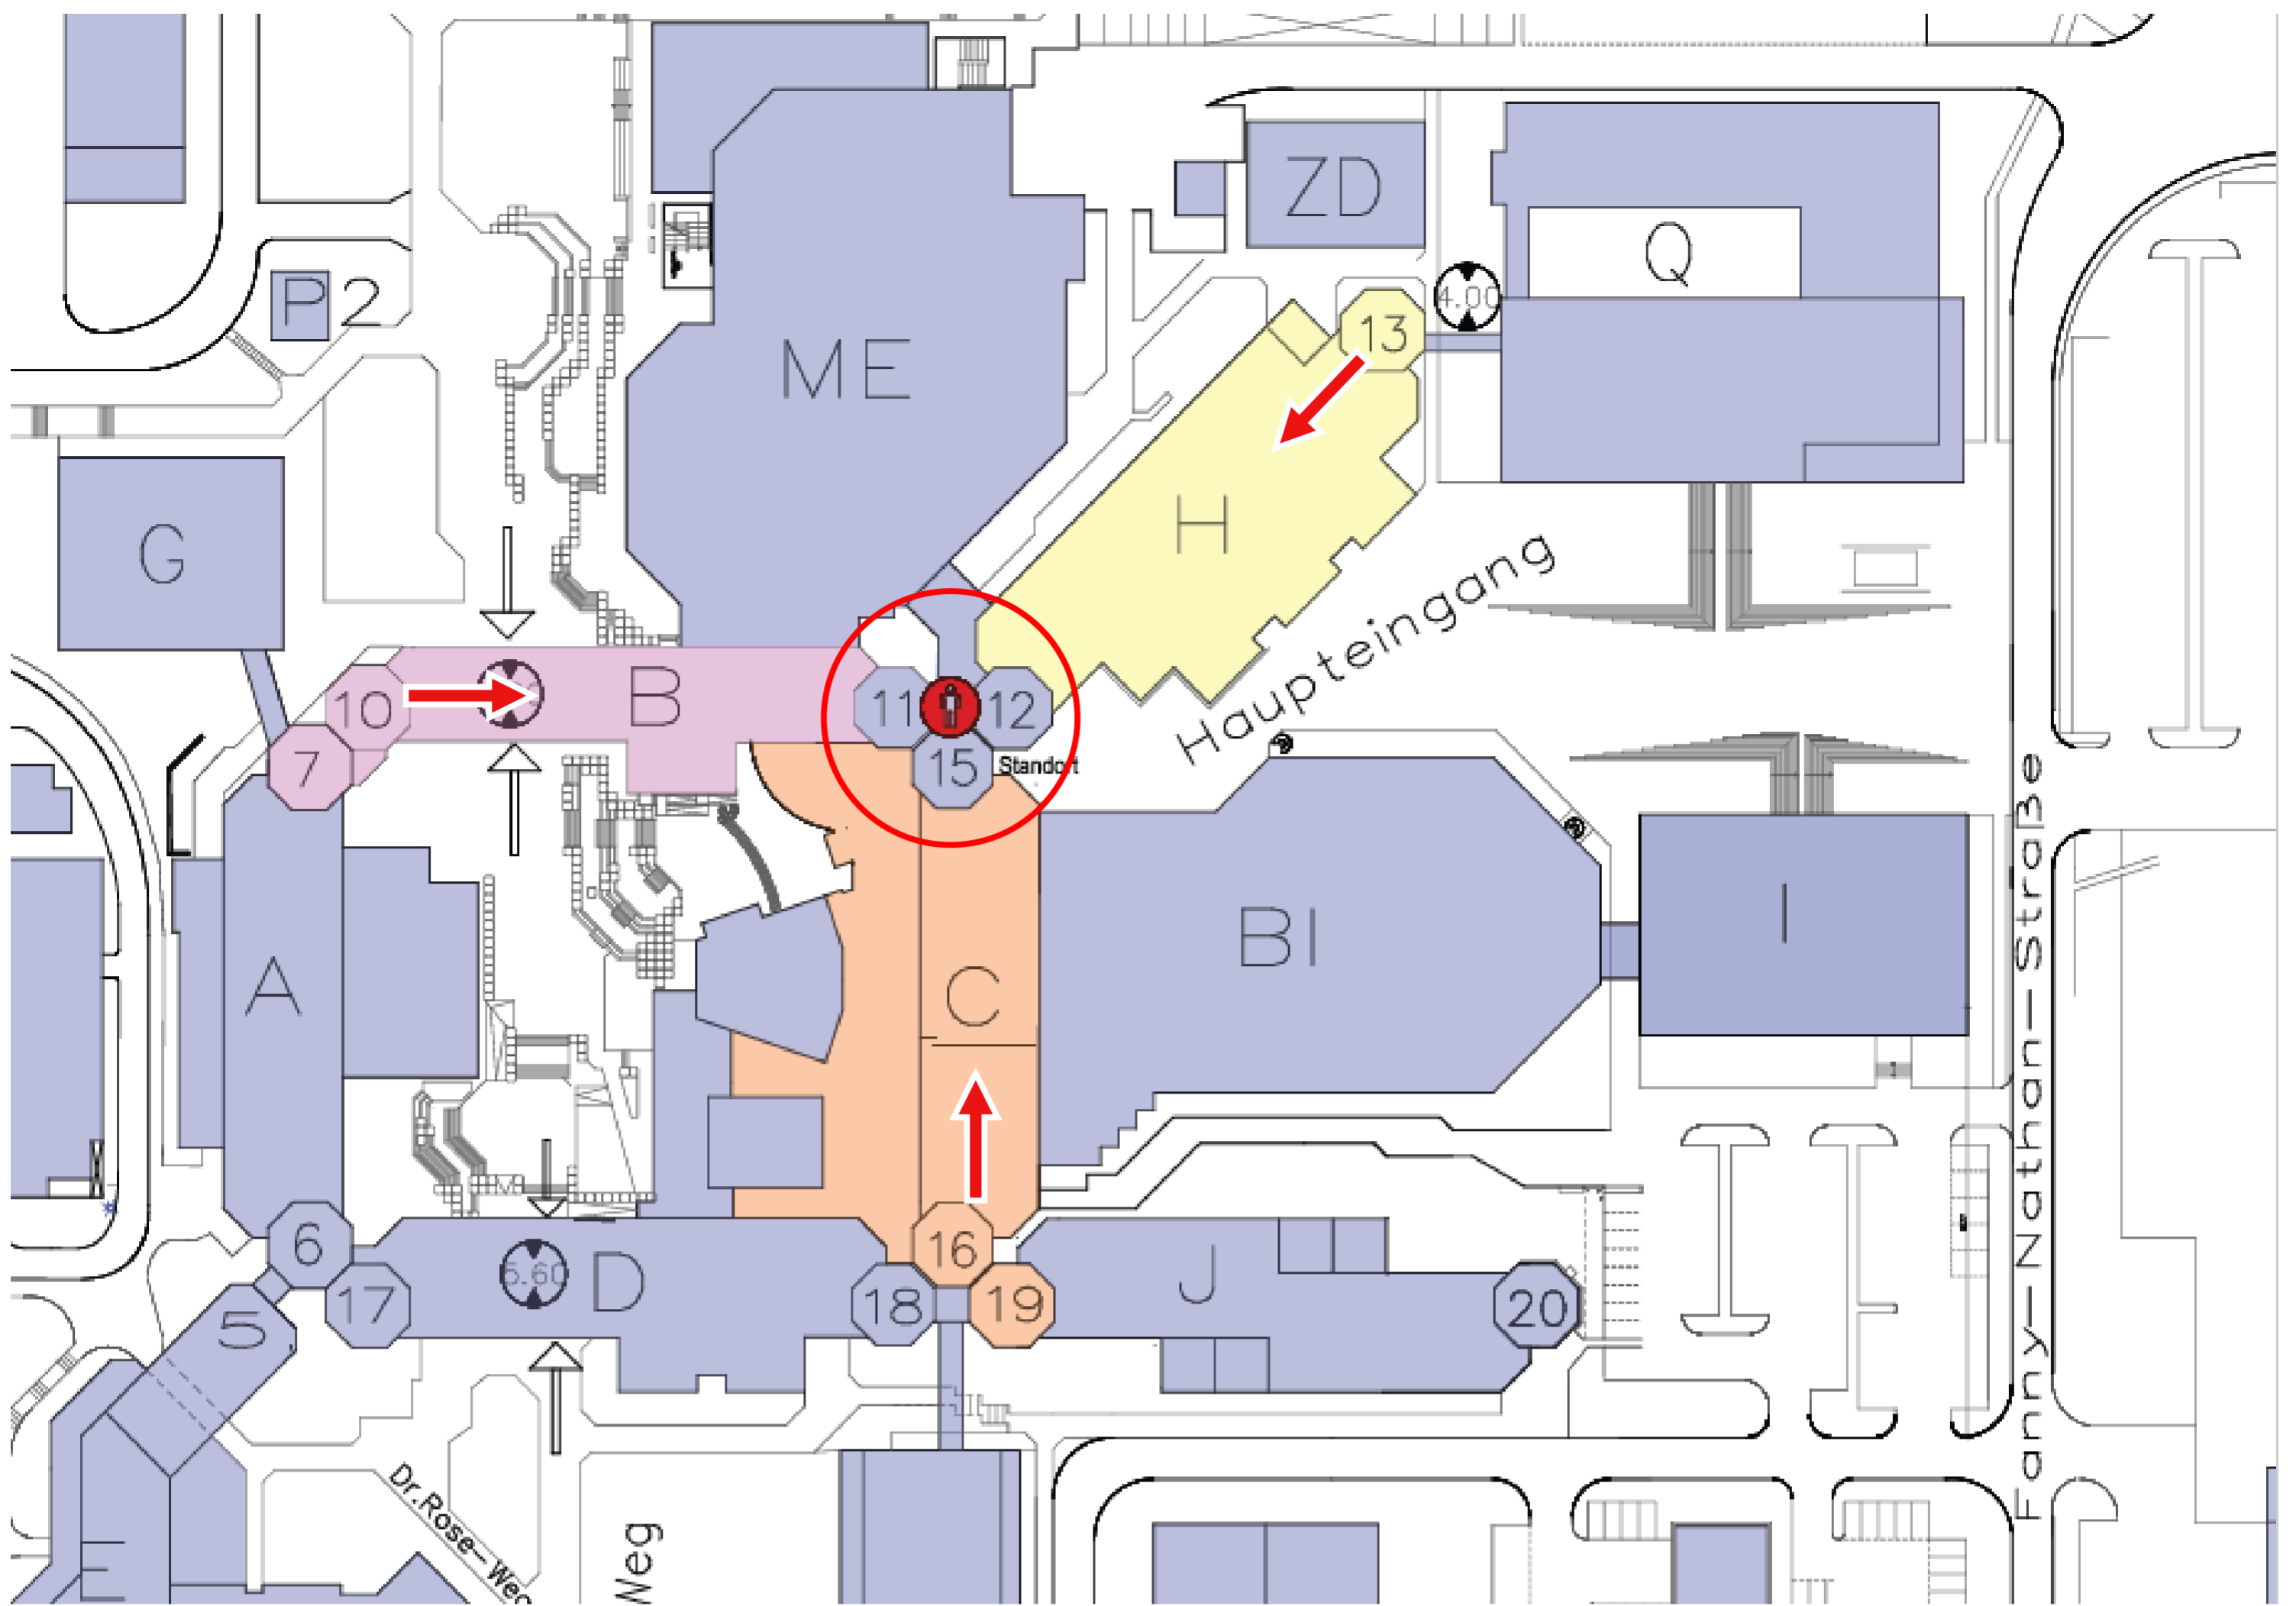 ZD
Q
P2
4.00
13
ME
H
G
Haupteingang
B
10
11
12
7
15
Standort
A
C
BI
I
Fanny-Nathan-Straße
6
16
5.60
D
J
17
18
19
20
5
Dr.Rose-Weg
Weg
E